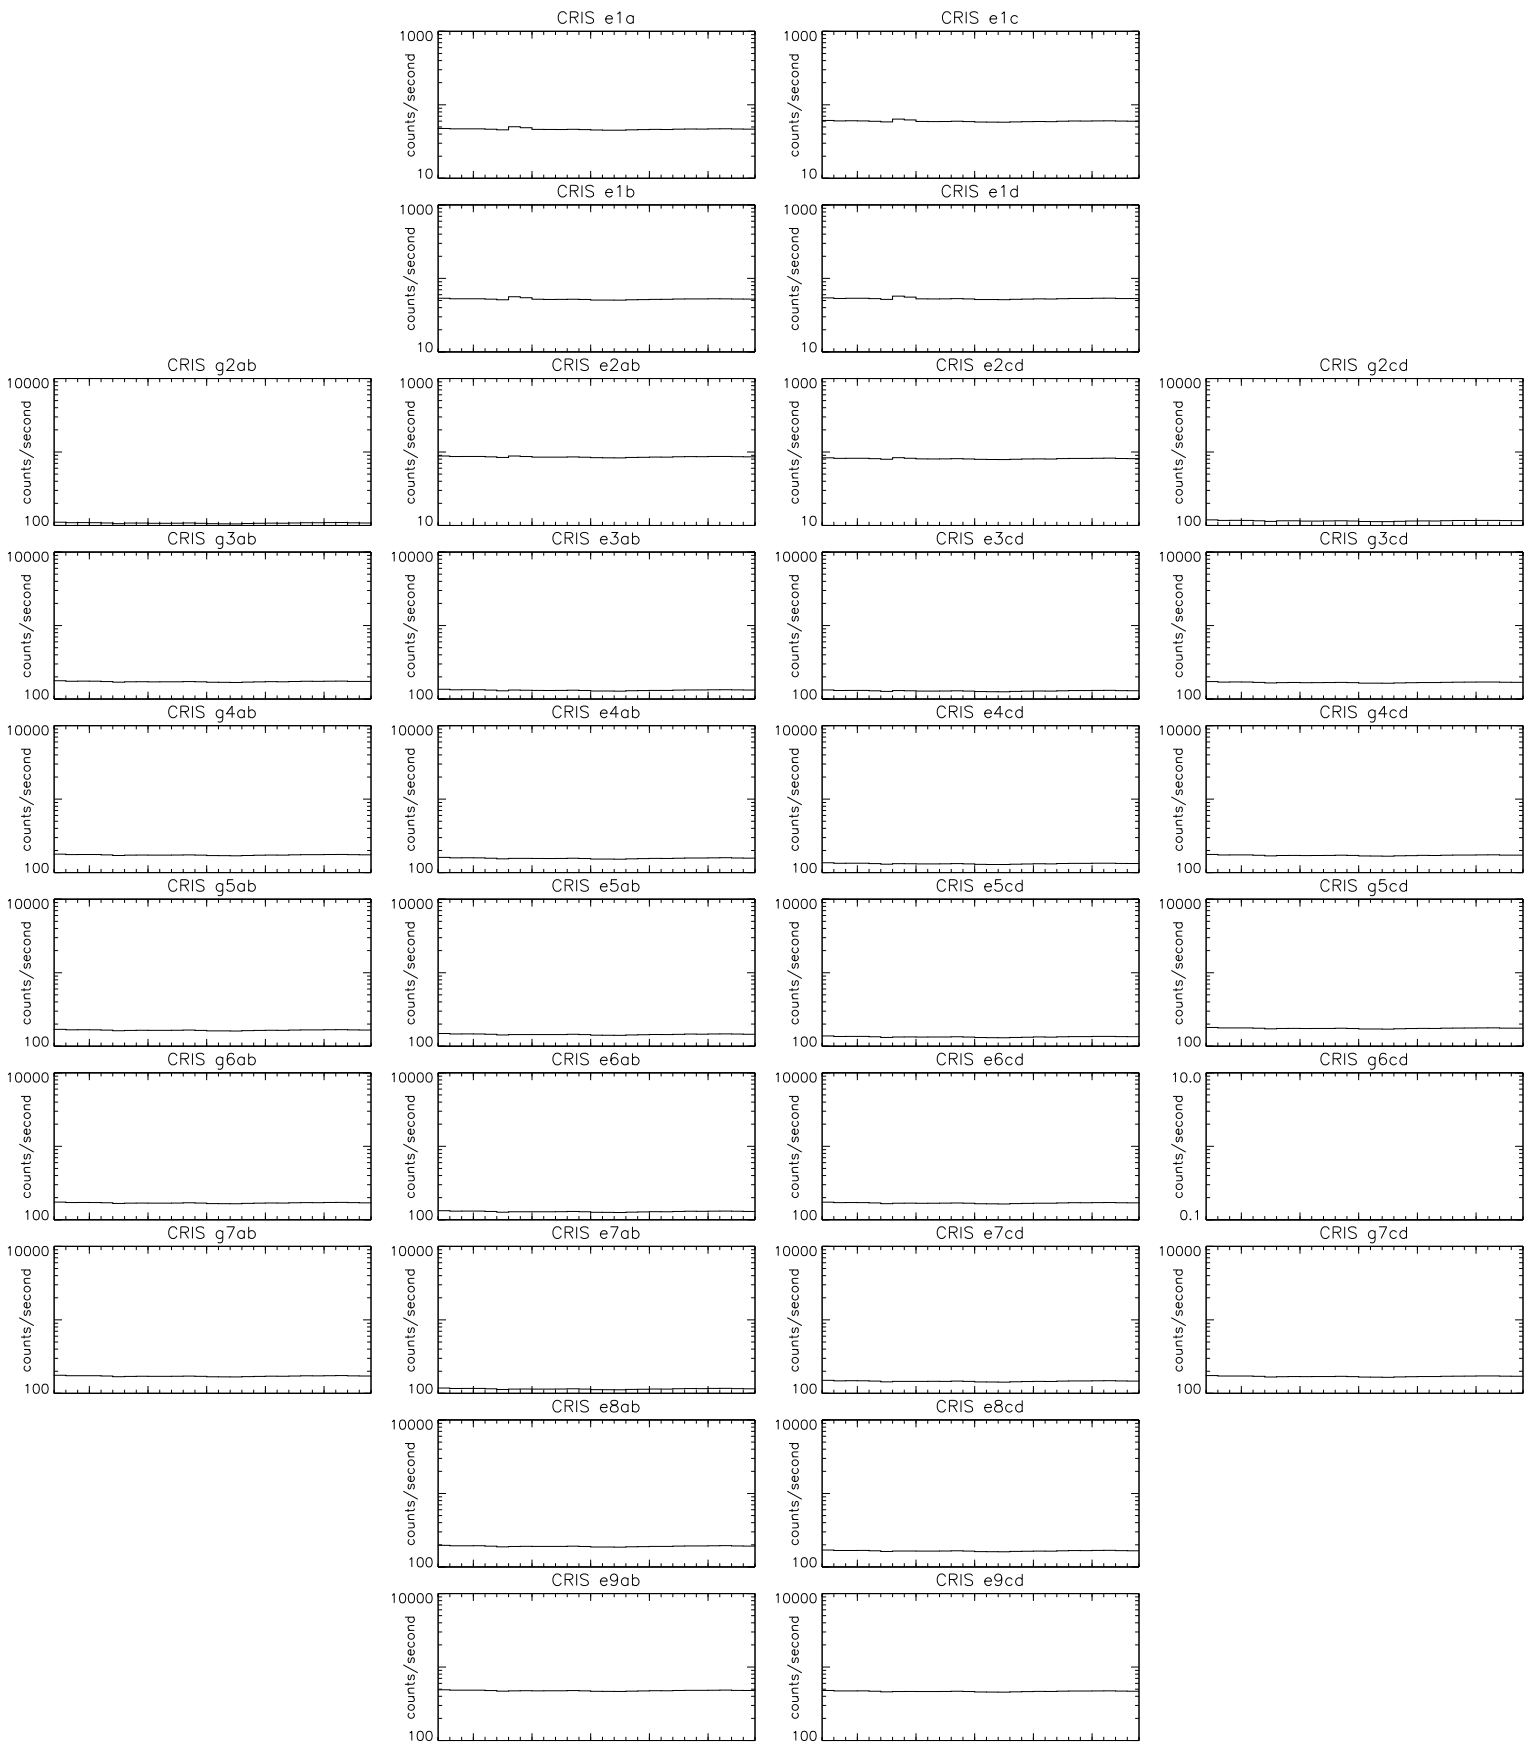 CRIS e1a
CRIS e1c
1000
counts/second
10
1000
counts/second
10
CRIS e1b
CRIS e1d
1000
counts/second
10
1000
counts/second
10
CRIS g2ab
CRIS e2ab
CRIS e2cd
CRIS g2cd
10000
counts/second
100
1000
counts/second
10
1000
counts/second
10
10000
counts/second
100
CRIS g3ab
CRIS e3ab
CRIS e3cd
CRIS g3cd
10000
counts/second
100
10000
counts/second
100
10000
counts/second
100
10000
counts/second
100
CRIS g4ab
CRIS e4ab
CRIS e4cd
CRIS g4cd
10000
counts/second
100
10000
counts/second
100
10000
counts/second
100
10000
counts/second
100
CRIS g5ab
CRIS e5ab
CRIS e5cd
CRIS g5cd
10000
counts/second
100
10000
counts/second
100
10000
counts/second
100
10000
counts/second
100
CRIS g6ab
CRIS e6ab
CRIS e6cd
CRIS g6cd
10000
counts/second
100
10000
counts/second
100
10000
counts/second
100
10.0
counts/second
0.1
CRIS g7ab
CRIS e7ab
CRIS e7cd
CRIS g7cd
10000
counts/second
100
10000
counts/second
100
10000
counts/second
100
10000
counts/second
100
CRIS e8ab
CRIS e8cd
10000
counts/second
100
10000
counts/second
100
CRIS e9ab
CRIS e9cd
10000
counts/second
100
10000
counts/second
100